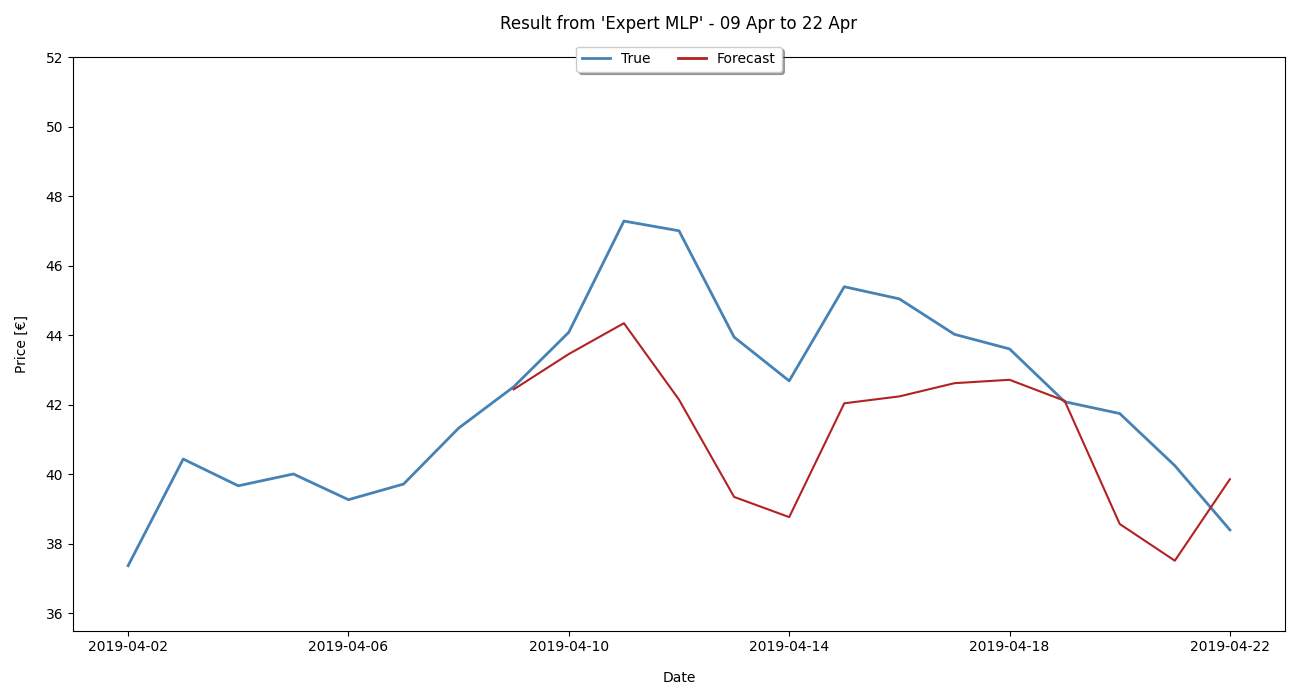 Result from 'Expert MLP' - 09 Apr to 22 Apr
True Forecast
52
50
48
46
44
42
40
38
36
Price [€]
2019-04-02 2019-04-06 2019-04-10 2019-04-14 2019-04-18 2019-04-22
Date